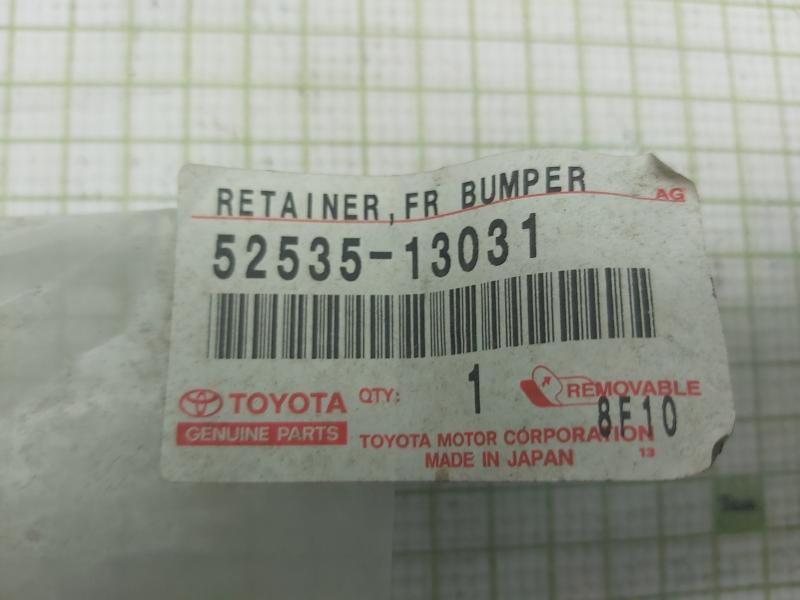 RETAINER, FR BUMPER
AG
52535-13031
TOYOTA QTY: 1 REMOVABLE
GENUINE PARTS
8F10
TOYOTA MOTOR CORPORATION
13
MADE IN JAPAN